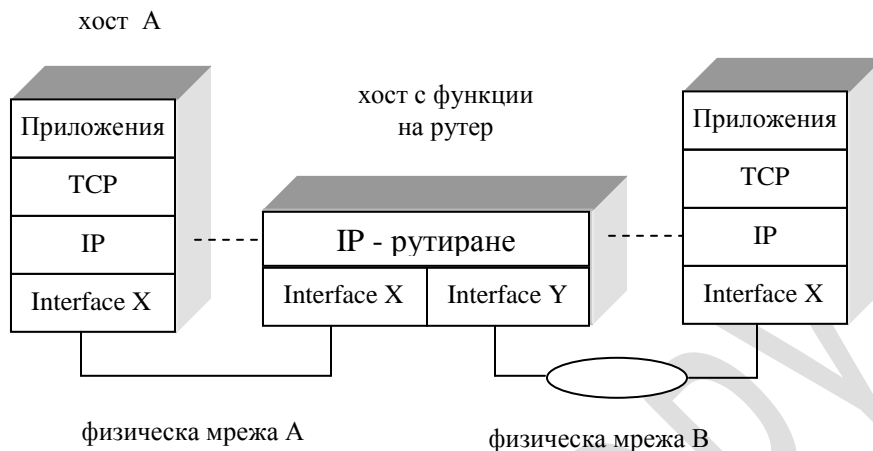 хост А
хост с функции
на рутер
Приложения
TCP
IP
Interface X
IP - рутиране
Interface X
Interface Y
Приложения
TCP
IP
Interface X
физическа мрежа А
физическа мрежа В